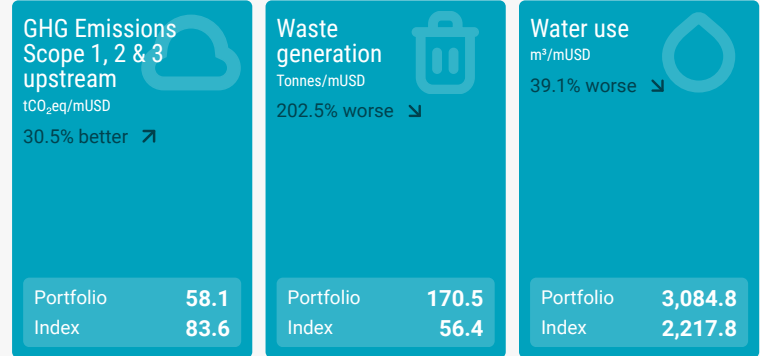 GHG Emissions
Scope 1, 2 & 3
upstream
tCO₂eq/mUSD
30.5% better
Portfolio 58.1
Index 83.6
Waste
generation
Tonnes/mUSD
202.5% worse
Portfolio 170.5
Index 56.4
Water use
m³/mUSD
39.1% worse
Portfolio 3,084.8
Index 2,217.8